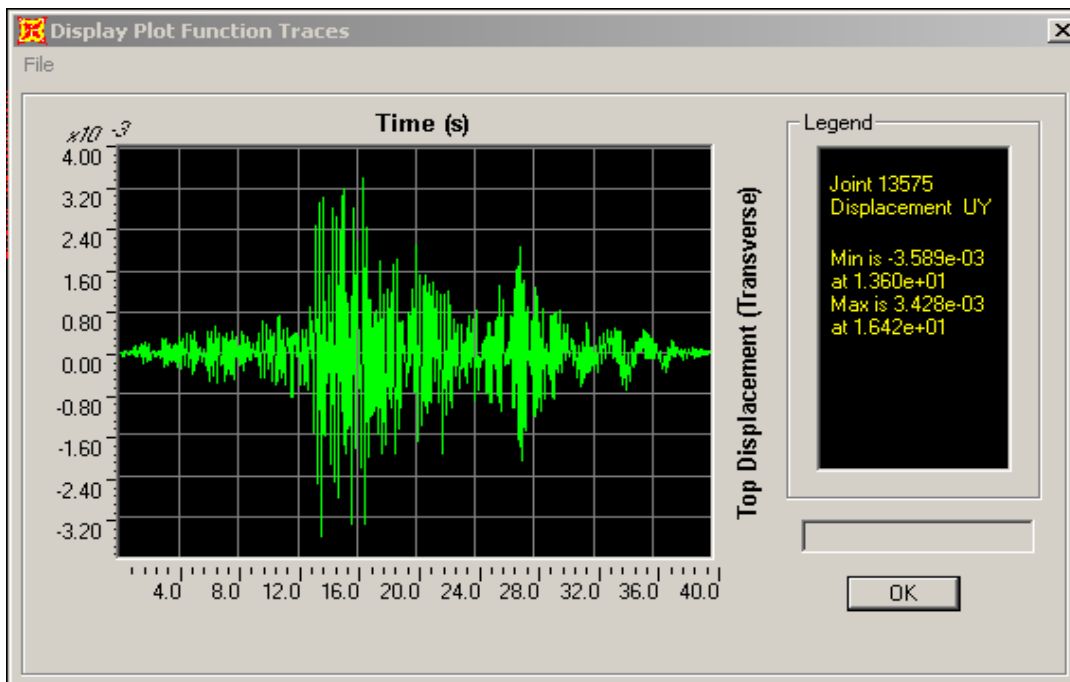 Display Plot Function Traces
File
x10 -3
Time (s)
4.00
3.20
2.40
1.60
0.80
0.00
-0.80
-1.60
-2.40
-3.20
4.0 8.0 12.0 16.0 20.0 24.0 28.0 32.0 36.0 40.0
Top Displacement (Transverse)
Legend
Joint 13575
Displacement UY
Min is -3.589e-03
at 1.360e+01
Max is 3.428e-03
at 1.642e+01
OK